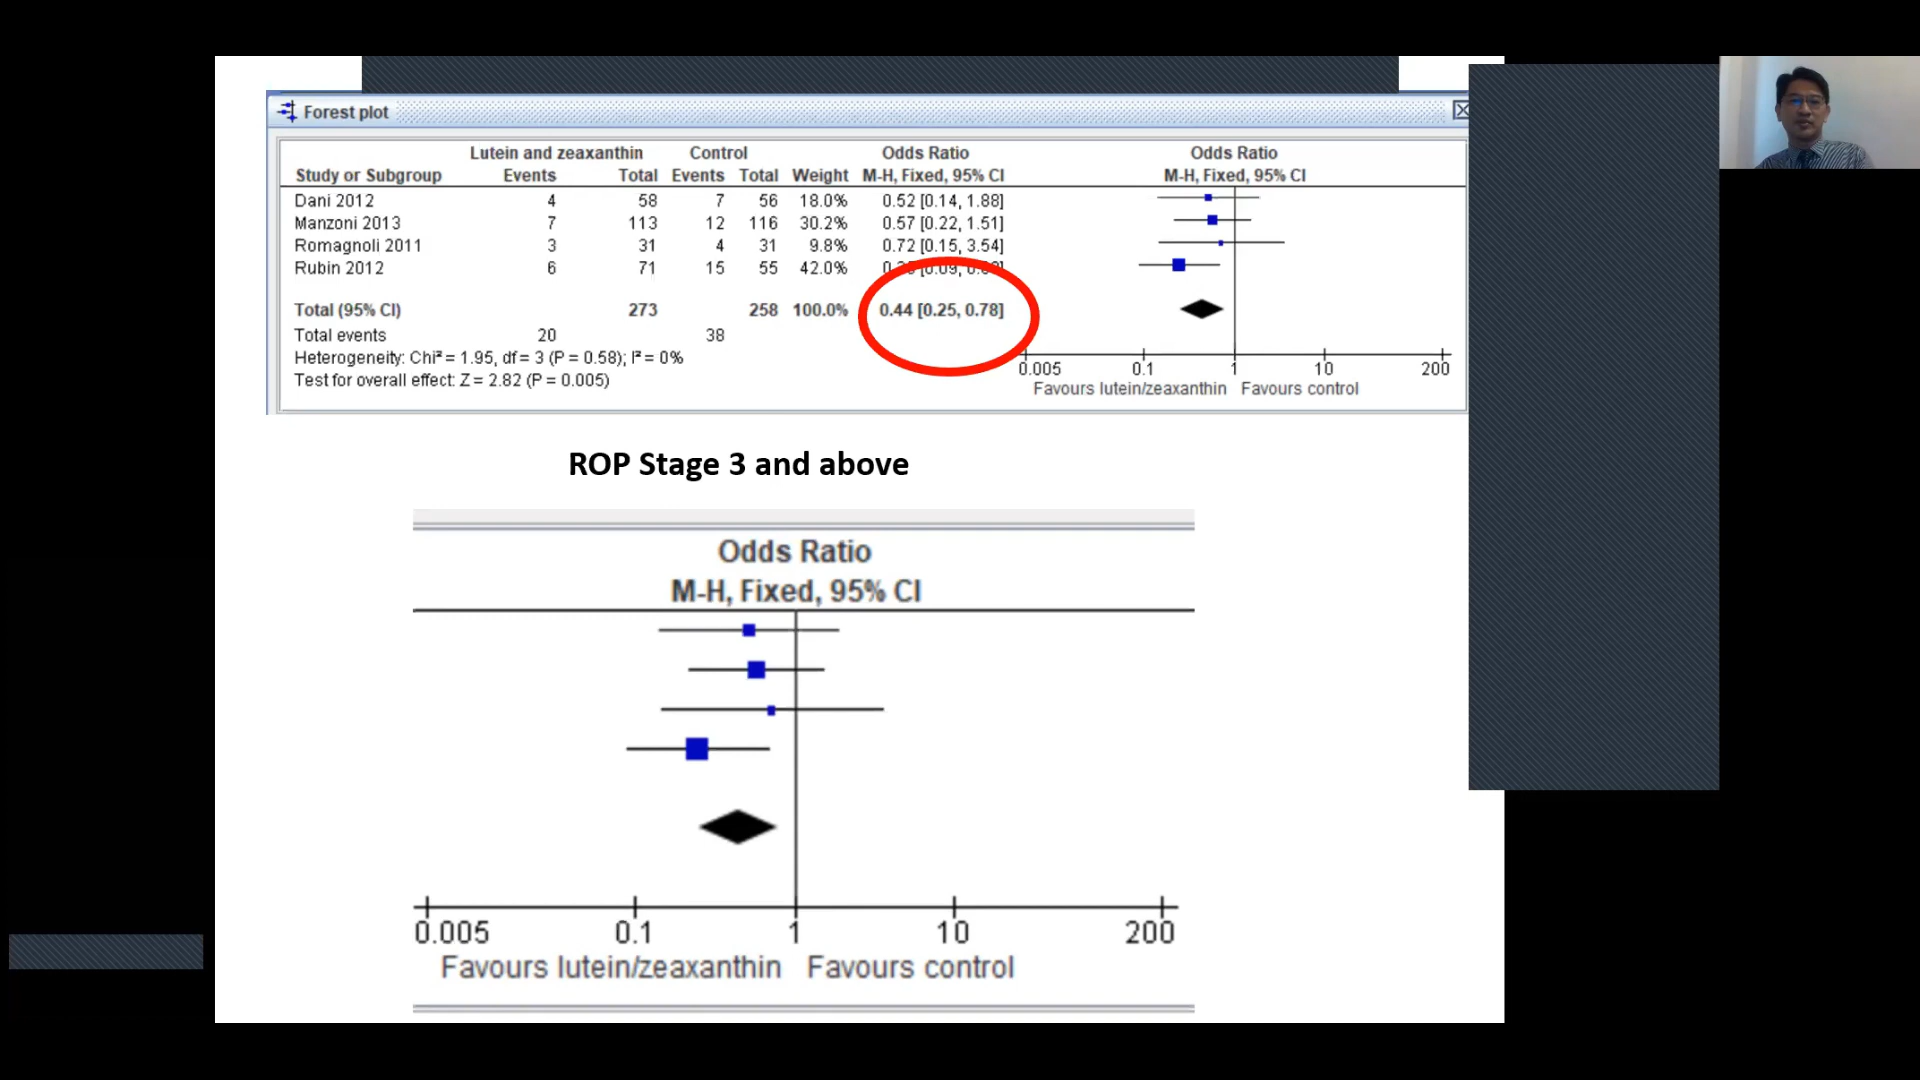 Forest plot
Lutein and zeaxanthin Control Odds Ratio Odds Ratio
Study or Subgroup Events Total Events Total Weight M-H, Fixed, 95% CI M-H, Fixed, 95% CI
Dani 2012 4 58 7 56 18.0% 0.52 [0.14, 1.88]
Manzoni 2013 7 113 12 116 30.2% 0.57 [0.22, 1.51]
Romagnoli 2011 3 31 4 31 9.8% 0.72 [0.15, 3.54]
Rubin 2012 6 71 15 55 42.0%
Total (95% CI) 273 258 100.0% 0.44 [0.25, 0.78]
Total events 20 38
Heterogeneity: Chi² = 1.95, df = 3 (P = 0.58); I² = 0%
Test for overall effect: Z = 2.82 (P = 0.005)
0.005 0.1 1 10 200
Favours lutein/zeaxanthin Favours control
ROP Stage 3 and above
Odds Ratio
M-H, Fixed, 95% CI
0.005 0.1 1 10 200
Favours lutein/zeaxanthin Favours control